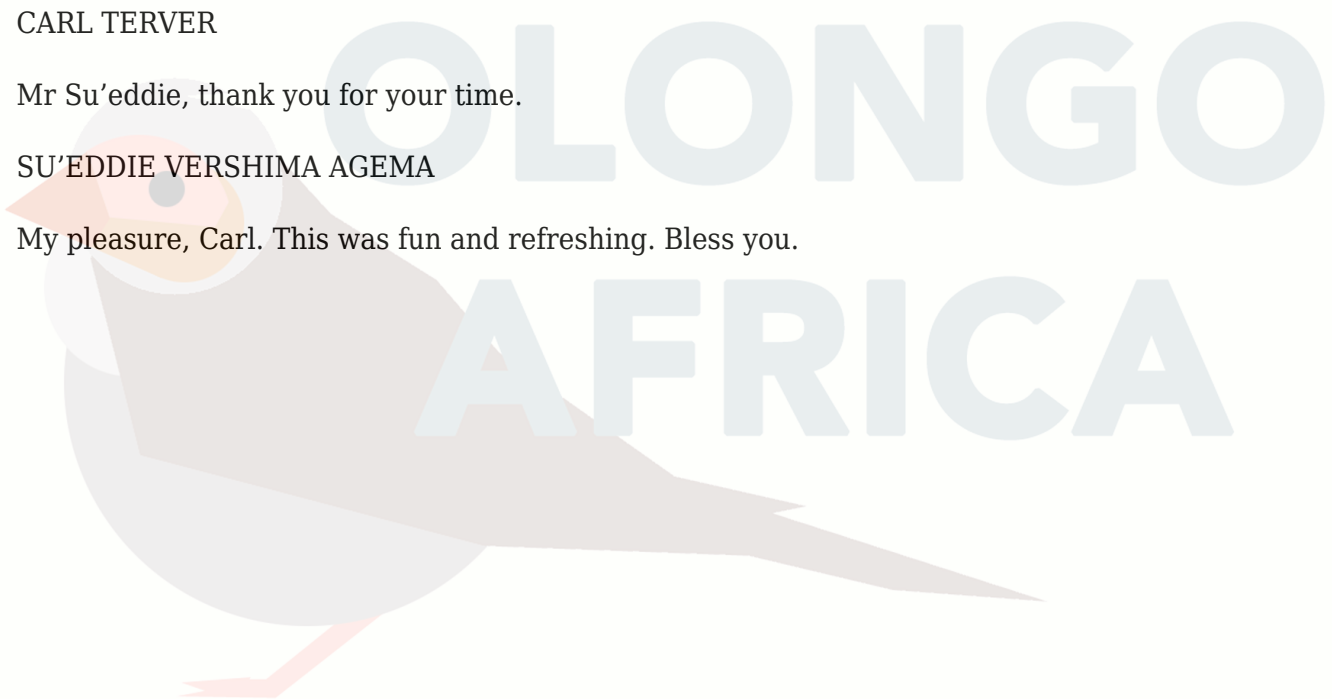 CARL TERVER
Mr Su’eddie, thank you for your time.
SU’EDDIE VERSHIMA AGEMA
My pleasure, Carl. This was fun and refreshing. Bless you.
OLONGO
AFRICA